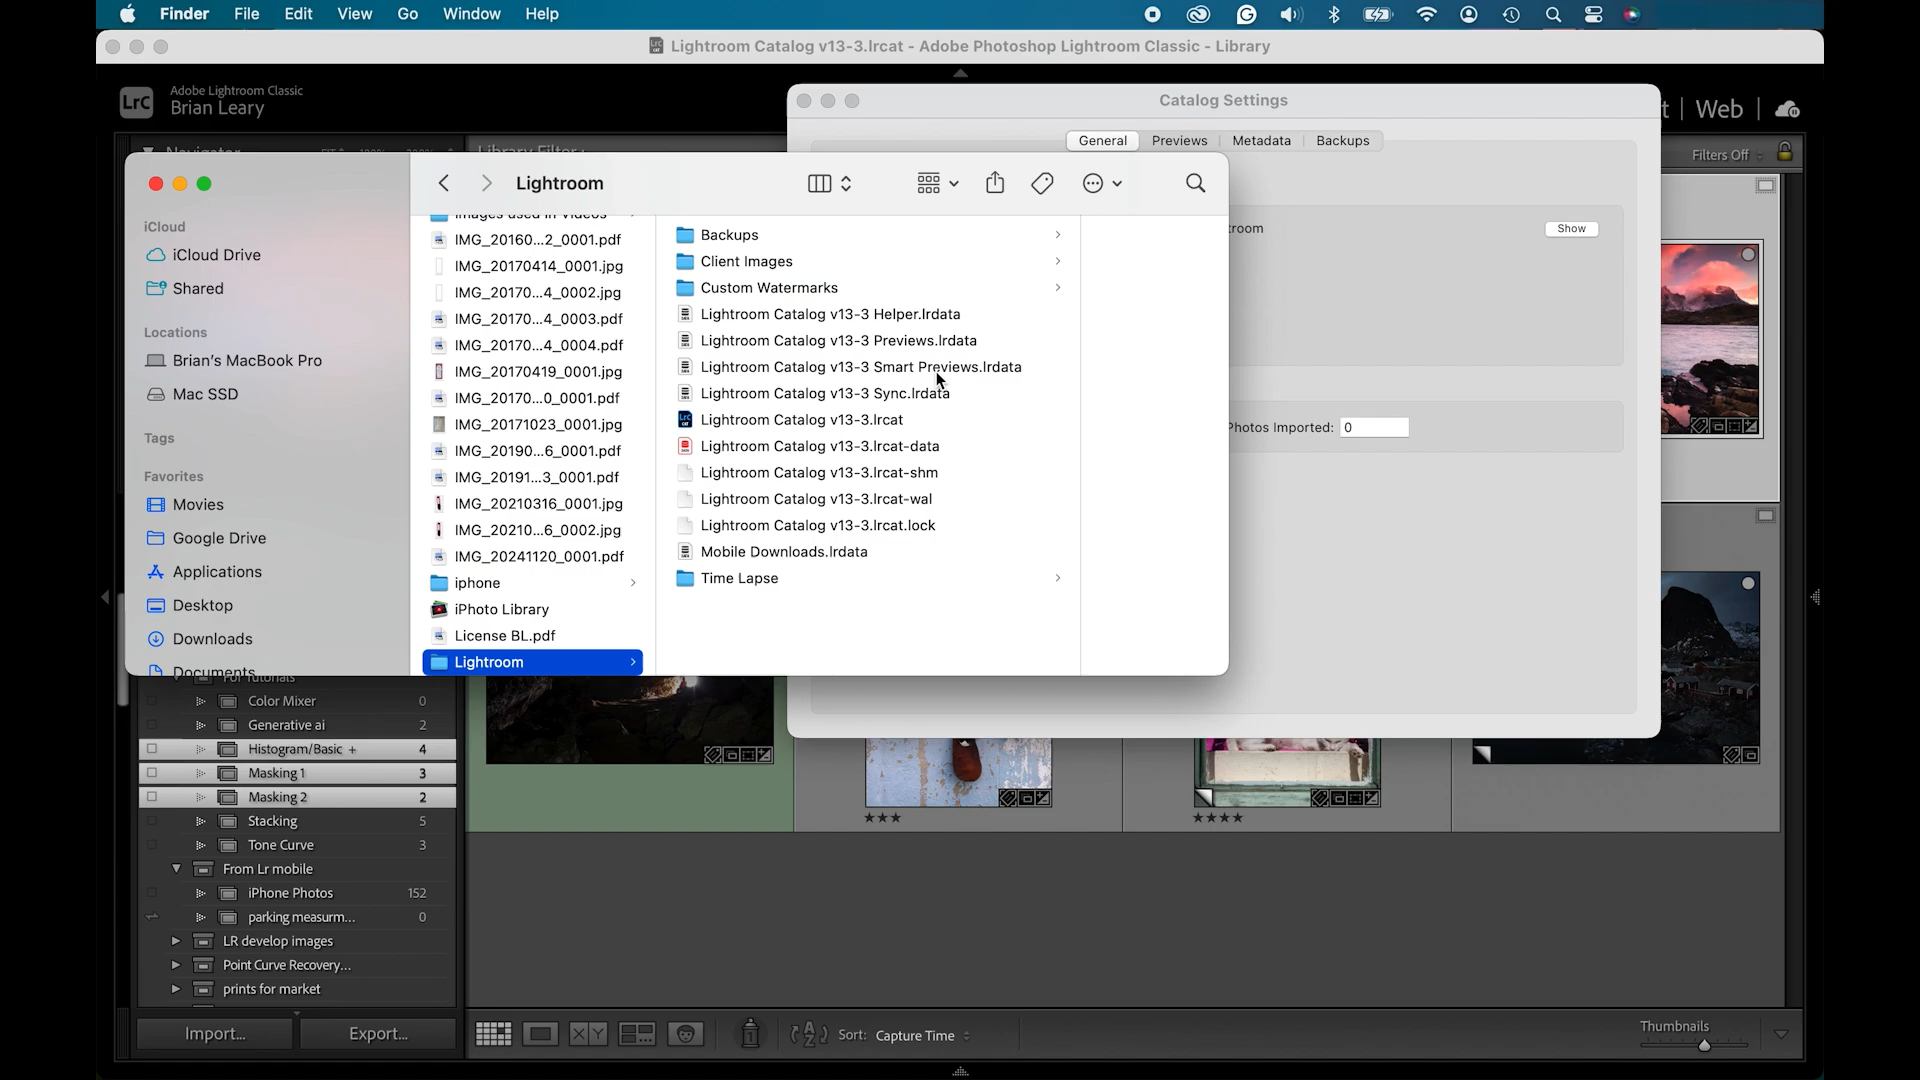 Finder File Edit View Go Window Help
Lightroom Catalog v13-3.lrcat - Adobe Photoshop Lightroom Classic - Library
LrC
Adobe Lightroom Classic
Brian Leary
Web
Catalog Settings
General Previews Metadata Backups
Filters Off
Lightroom
iCloud
iCloud Drive
Shared
Locations
Brian's MacBook Pro
Mac SSD
Tags
Favorites
Movies
Google Drive
Applications
Desktop
Downloads
Documents
Images used in Videos
IMG_20160...2_0001.pdf
IMG_20170414_0001.jpg
IMG_20170...4_0002.jpg
IMG_20170...4_0003.pdf
IMG_20170...4_0004.pdf
IMG_20170419_0001.jpg
IMG_20170...0_0001.pdf
IMG_20171023_0001.jpg
IMG_20190...6_0001.pdf
IMG_20191...3_0001.pdf
IMG_20210316_0001.jpg
IMG_20210...6_0002.jpg
IMG_20241120_0001.pdf
iphone
iPhoto Library
License BL.pdf
Lightroom
Backups
Client Images
Custom Watermarks
Lightroom Catalog v13-3 Helper.lrdata
Lightroom Catalog v13-3 Previews.lrdata
Lightroom Catalog v13-3 Smart Previews.lrdata
Lightroom Catalog v13-3 Sync.lrdata
Lightroom Catalog v13-3.lrcat
Lightroom Catalog v13-3.lrcat-data
Lightroom Catalog v13-3.lrcat-shm
Lightroom Catalog v13-3.lrcat-wal
Lightroom Catalog v13-3.lrcat.lock
Mobile Downloads.lrdata
Time Lapse
troom
Show
Photos Imported: 0
For Tutorials
Color Mixer 0
Generative ai 2
Histogram/Basic + 4
Masking 1 3
Masking 2 2
Stacking 5
Tone Curve 3
From Lr mobile
iPhone Photos 152
parking measurm... 0
LR develop images
Point Curve Recovery...
prints for market
Import... Export...
Sort: Capture Time
Thumbnails